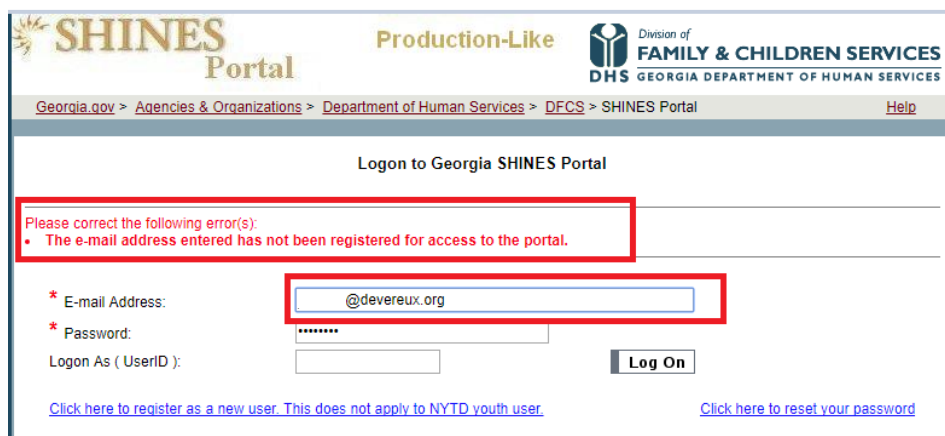 SHINES
Portal
Production-Like
Division of
FAMILY & CHILDREN SERVICES
DHS GEORGIA DEPARTMENT OF HUMAN SERVICES
Georgia.gov > Agencies & Organizations > Department of Human Services > DFCS > SHINES Portal Help
Logon to Georgia SHINES Portal
Please correct the following error(s):
• The e-mail address entered has not been registered for access to the portal.
* E-mail Address: @devereux.org
* Password: ••••••••
Logon As ( UserID ): Log On
Click here to register as a new user. This does not apply to NYTD youth user. Click here to reset your password